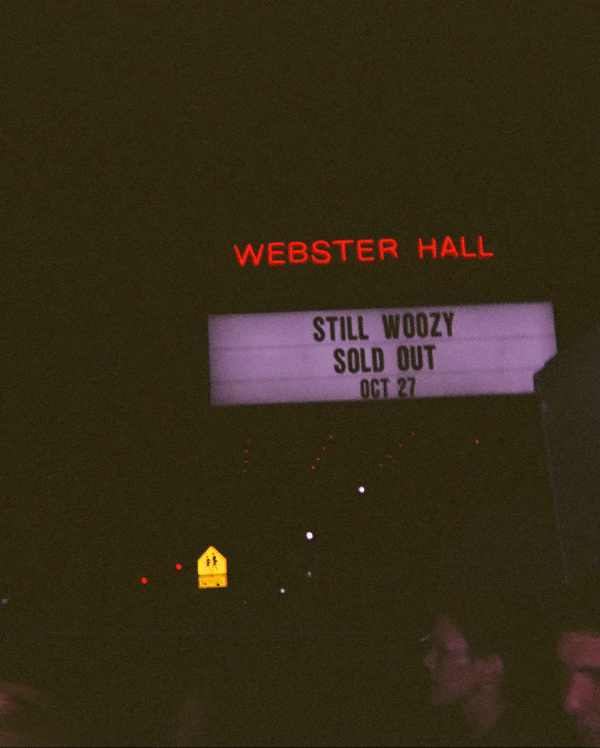 WEBSTER HALL
STILL WOOZY
SOLD OUT
OCT 27